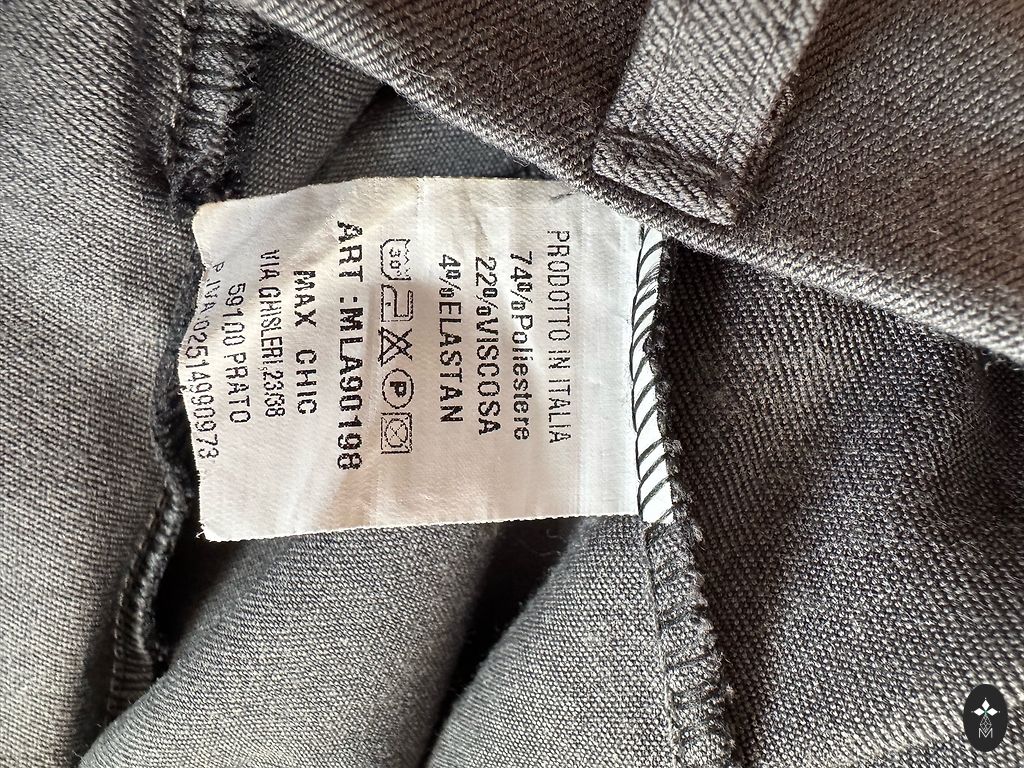 PRODOTTO IN ITALIA
74%Poliestere
22%VISCOSA
4%ELASTAN
30 P
ART :MLA90198
MAX CHIC
VIA GHISLERI,23/38
59100 PRATO
P. IVA 02514990973
M